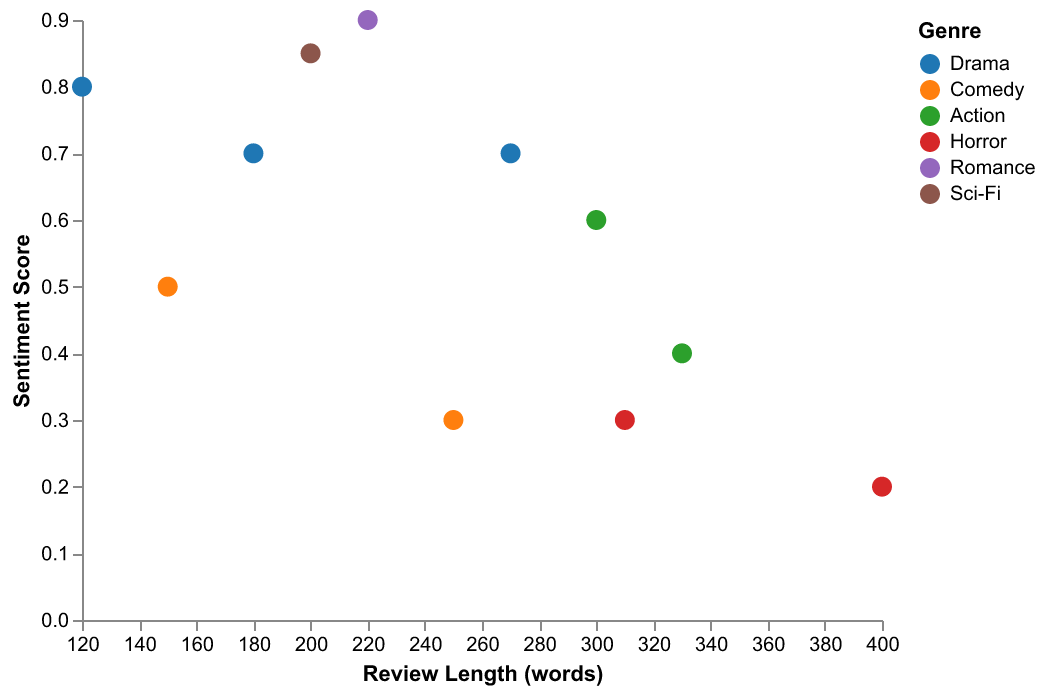 0.9
0.8
0.7
0.6
0.5
0.4
0.3
0.2
0.1
0.0
Sentiment Score
120 140 160 180 200 220 240 260 280 300 320 340 360 380 400
Review Length (words)
Genre
Drama
Comedy
Action
Horror
Romance
Sci-Fi